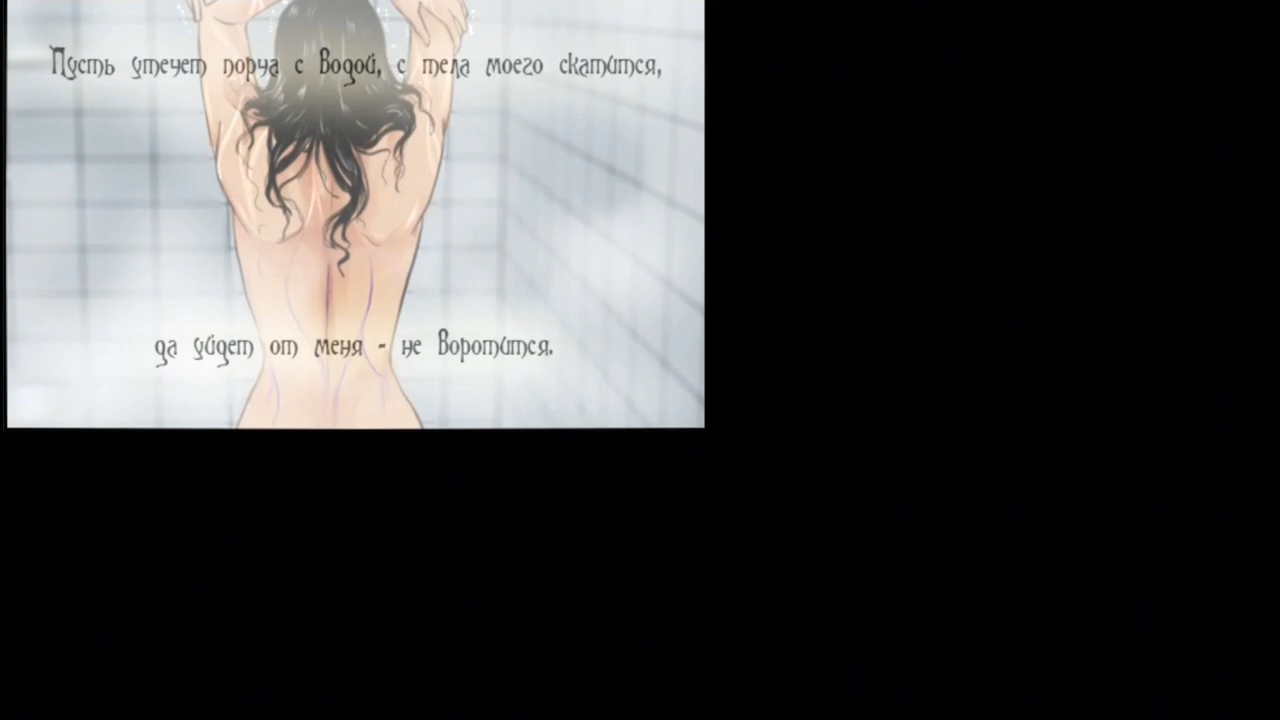 Пусть утечет порча с водой, с тела моего скатится,
да уйдет от меня - не воротится.